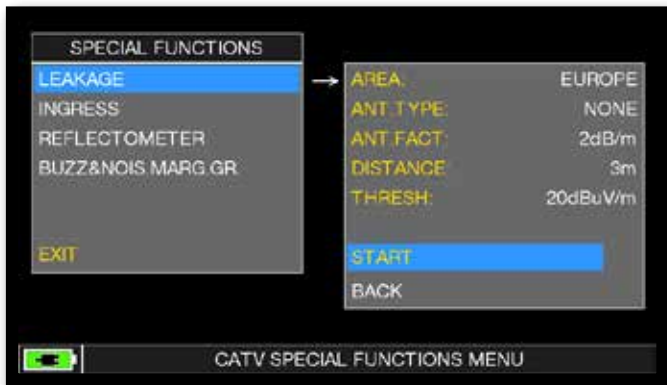 SPECIAL FUNCTIONS
LEAKAGE
INGRESS
REFLECTOMETER
BUZZ&NOIS.MARG.GR.
EXIT
→ AREA: EUROPE
ANT.TYPE: NONE
ANT.FACT: 2dB/m
DISTANCE 3m
THRESH: 20dBuV/m
START
BACK
CATV SPECIAL FUNCTIONS MENU